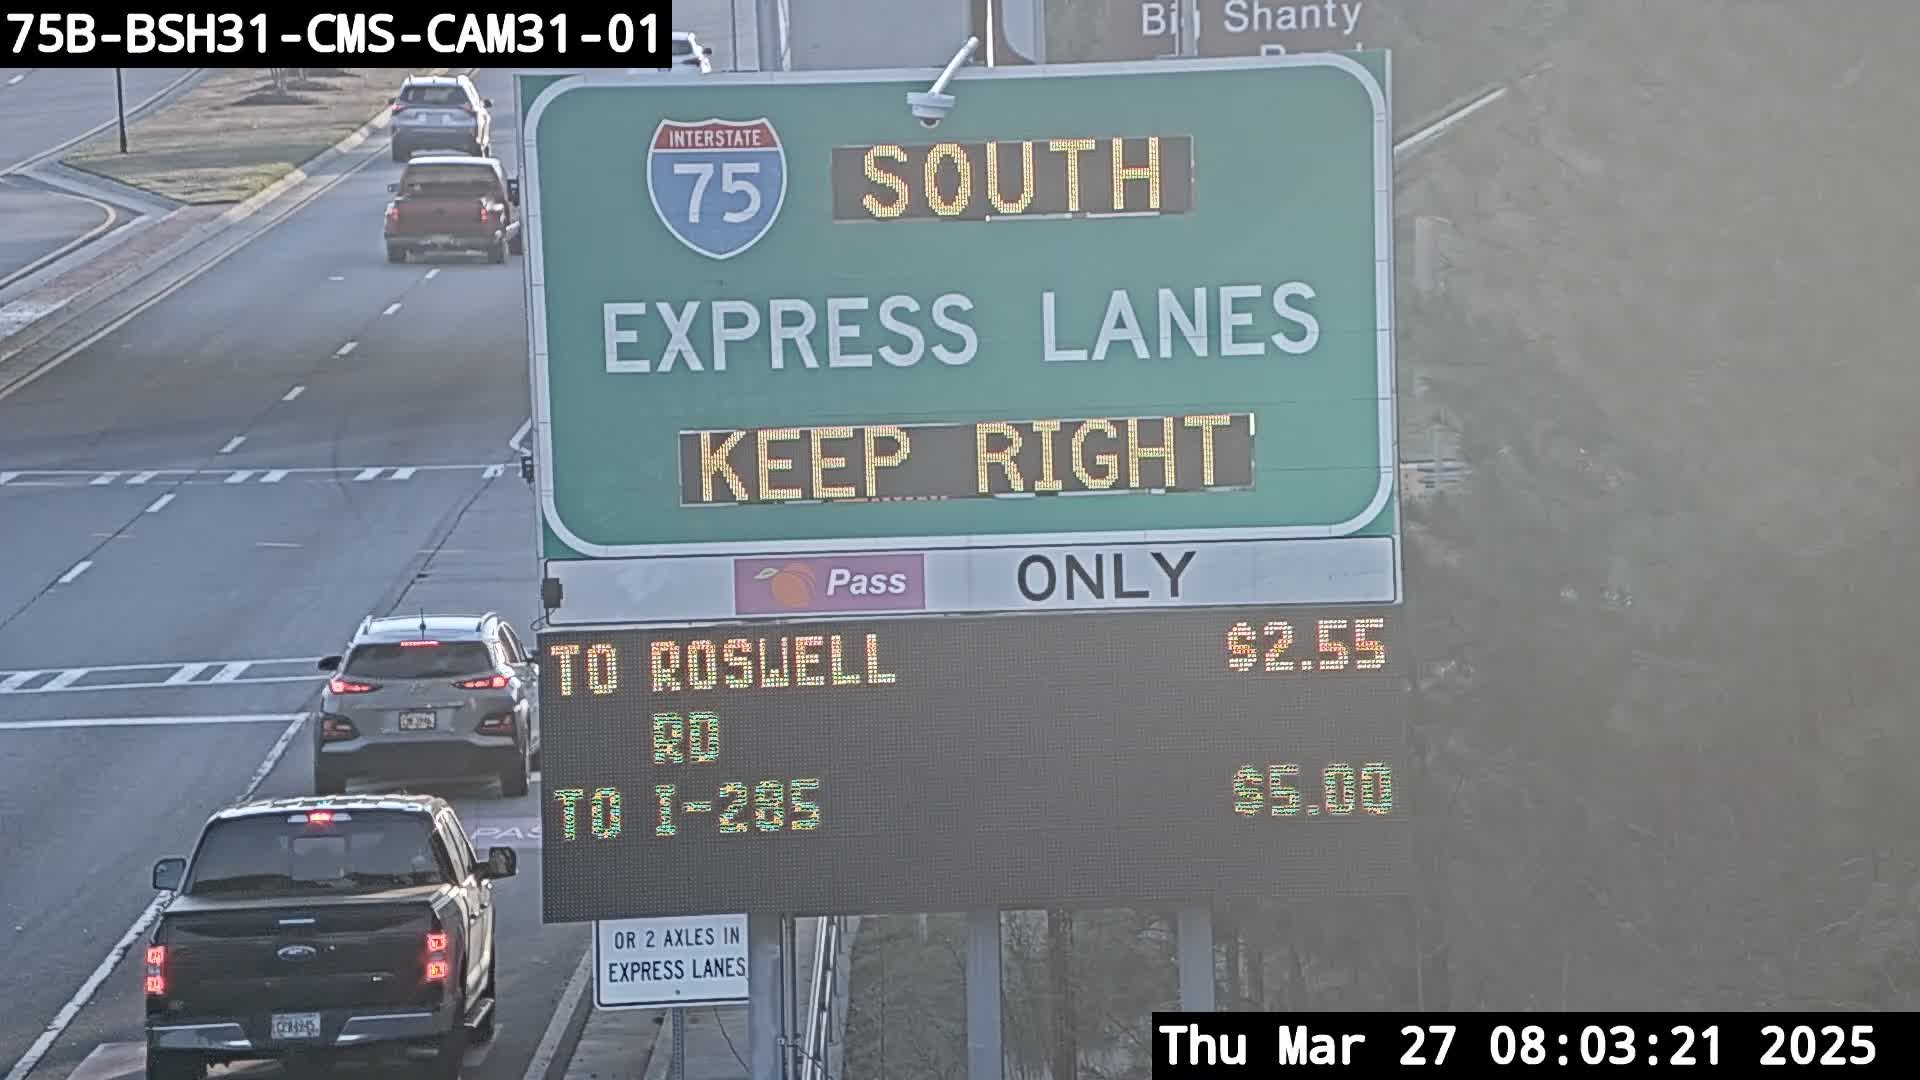 75B-BSH31-CMS-CAM31-01
Big Shanty
INTERSTATE
75
SOUTH
EXPRESS LANES
KEEP RIGHT
Pass
ONLY
TO ROSWELL $2.55
RD
TO I-285 $5.00
OR 2 AXLES IN
EXPRESS LANES
Thu Mar 27 08:03:21 2025